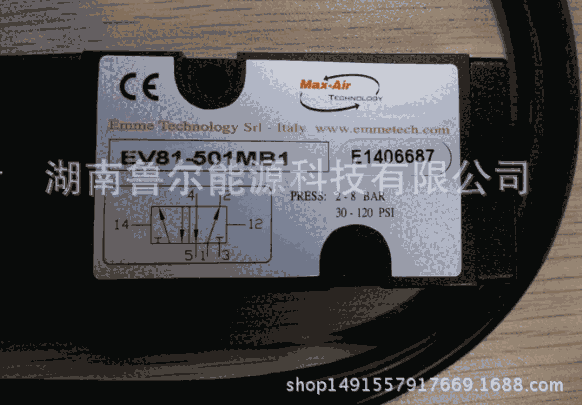 CE
Max-Air
TECHNOLOGY
Emme Technology Srl - Italy www.emmetech.com
EV81-501MB1
E1406687
湖南鲁尔能源科技有限公司
PRESS: 2 - 8 BAR
30 - 120 PSI
4 2
14 12
5 1 3
shop1491557917669.1688.com